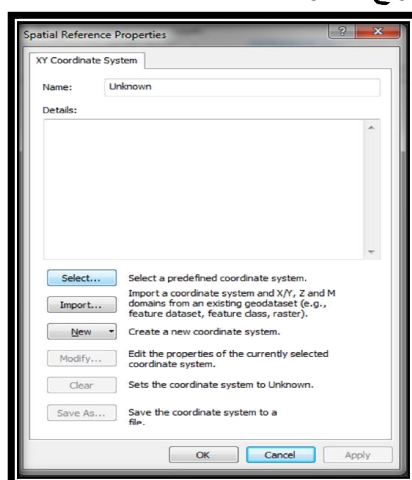 Spatial Reference Properties
XY Coordinate System
Name: Unknown
Details:
Select... Select a predefined coordinate system.
Import... Import a coordinate system and X/Y, Z and M
domains from an existing geodataset (e.g.,
feature dataset, feature class, raster).
New Create a new coordinate system.
Modify... Edit the properties of the currently selected
coordinate system.
Clear Sets the coordinate system to Unknown.
Save As... Save the coordinate system to a
file.
OK Cancel Apply